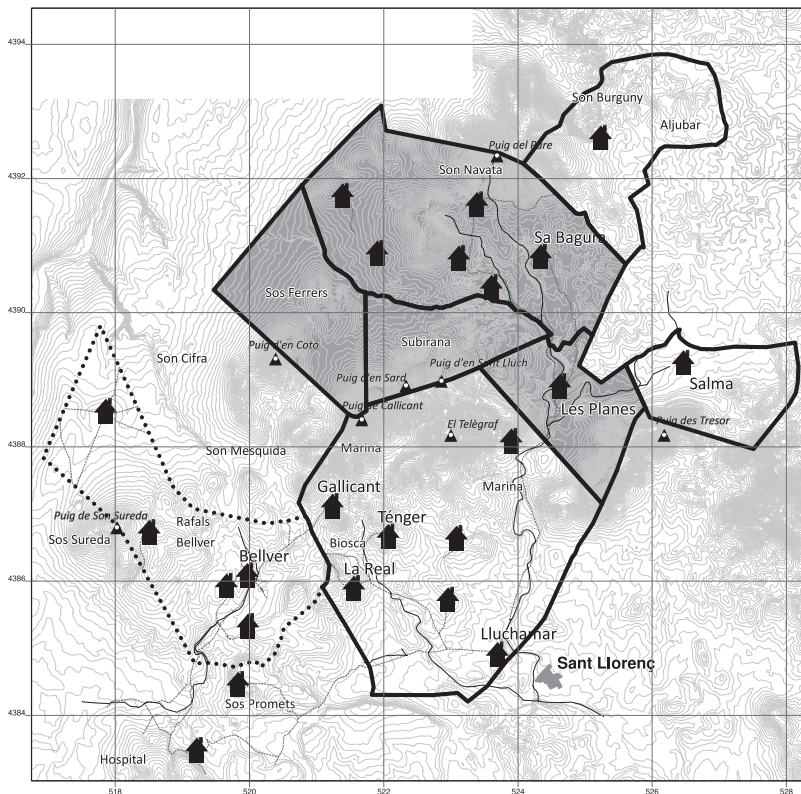 4394
Son Burguny
Aljubar
Puig del Pare
4392
Son Navata
Sa Bagura
Sos Ferrers
4390
Subirana
Puig d'en Cotó
Son Cifra
Puig d'en Sant Lluch
Puig d'en Sard
Salma
Les Planes
Puig de Gallicant
El Telègraf
Puig des Tresor
4388
Marina
Son Mesquida
Gallicant
Marina
Puig de Son Sureda
Rafals
Ténger
Sos Sureda
Bellver
Biosca
Bellver
La Real
4386
Lluchamar
Sant Llorenç
Sos Promets
4384
Hospital
518
520
522
524
526
528